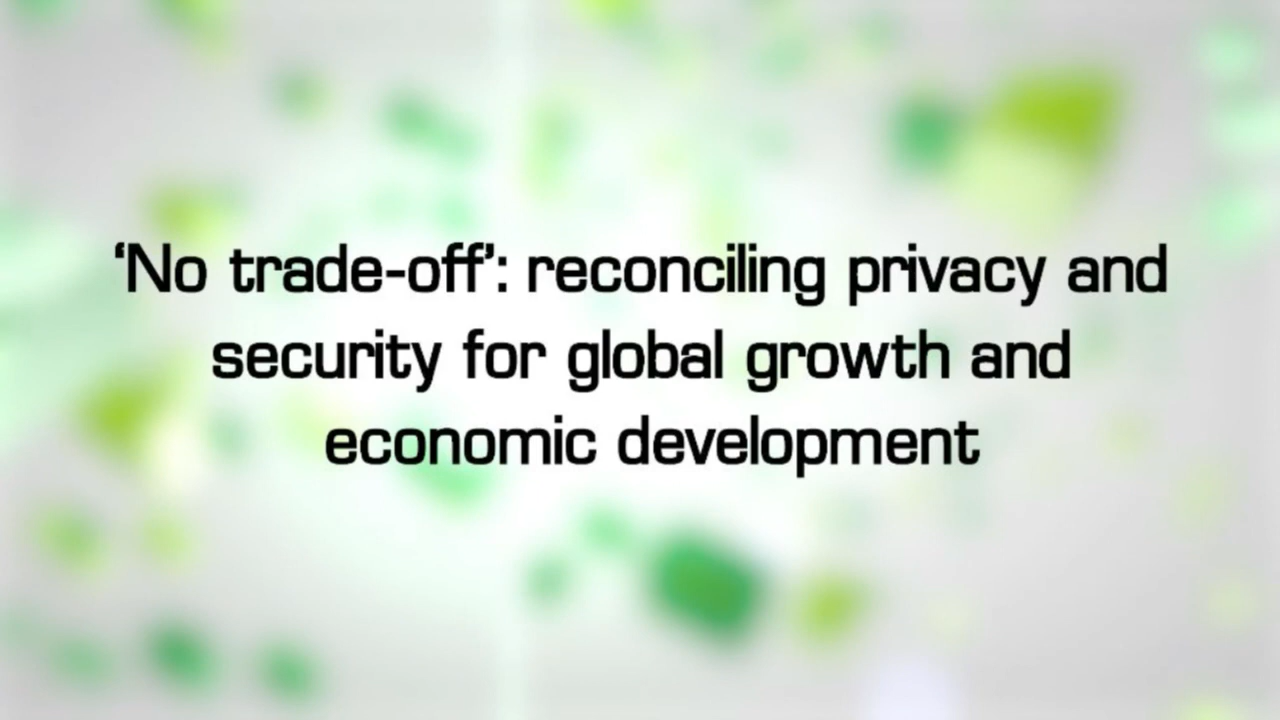 ‘No trade-off’: reconciling privacy and
security for global growth and
economic development